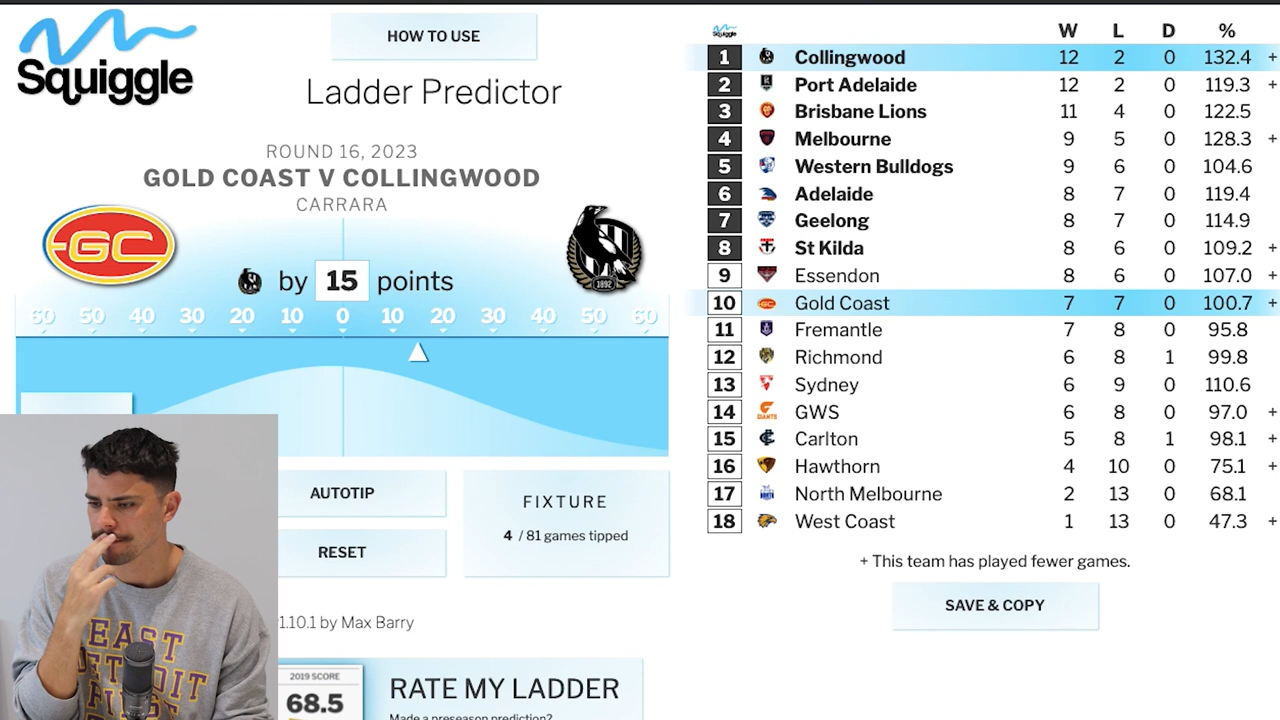 Squiggle
HOW TO USE
Ladder Predictor
ROUND 16, 2023
GOLD COAST V COLLINGWOOD
CARRARA
GC
1892
by 15 points
60 50 40 30 20 10 0 10 20 30 40 50 60
AUTOTIP
RESET
FIXTURE
4 / 81 games tipped
1.10.1 by Max Barry
2019 SCORE
68.5
RATE MY LADDER
Made a preseason prediction?
EAST
DETROIT
Squiggle W L D %
1 Collingwood 12 2 0 132.4 +
2 Port Adelaide 12 2 0 119.3 +
3 Brisbane Lions 11 4 0 122.5
4 Melbourne 9 5 0 128.3 +
5 Western Bulldogs 9 6 0 104.6
6 Adelaide 8 7 0 119.4
7 Geelong 8 7 0 114.9
8 St Kilda 8 6 0 109.2 +
9 Essendon 8 6 0 107.0 +
10 Gold Coast 7 7 0 100.7 +
11 Fremantle 7 8 0 95.8
12 Richmond 6 8 1 99.8
13 Sydney 6 9 0 110.6
14 GWS 6 8 0 97.0 +
15 Carlton 5 8 1 98.1 +
16 Hawthorn 4 10 0 75.1 +
17 North Melbourne 2 13 0 68.1
18 West Coast 1 13 0 47.3 +
+ This team has played fewer games.
SAVE & COPY